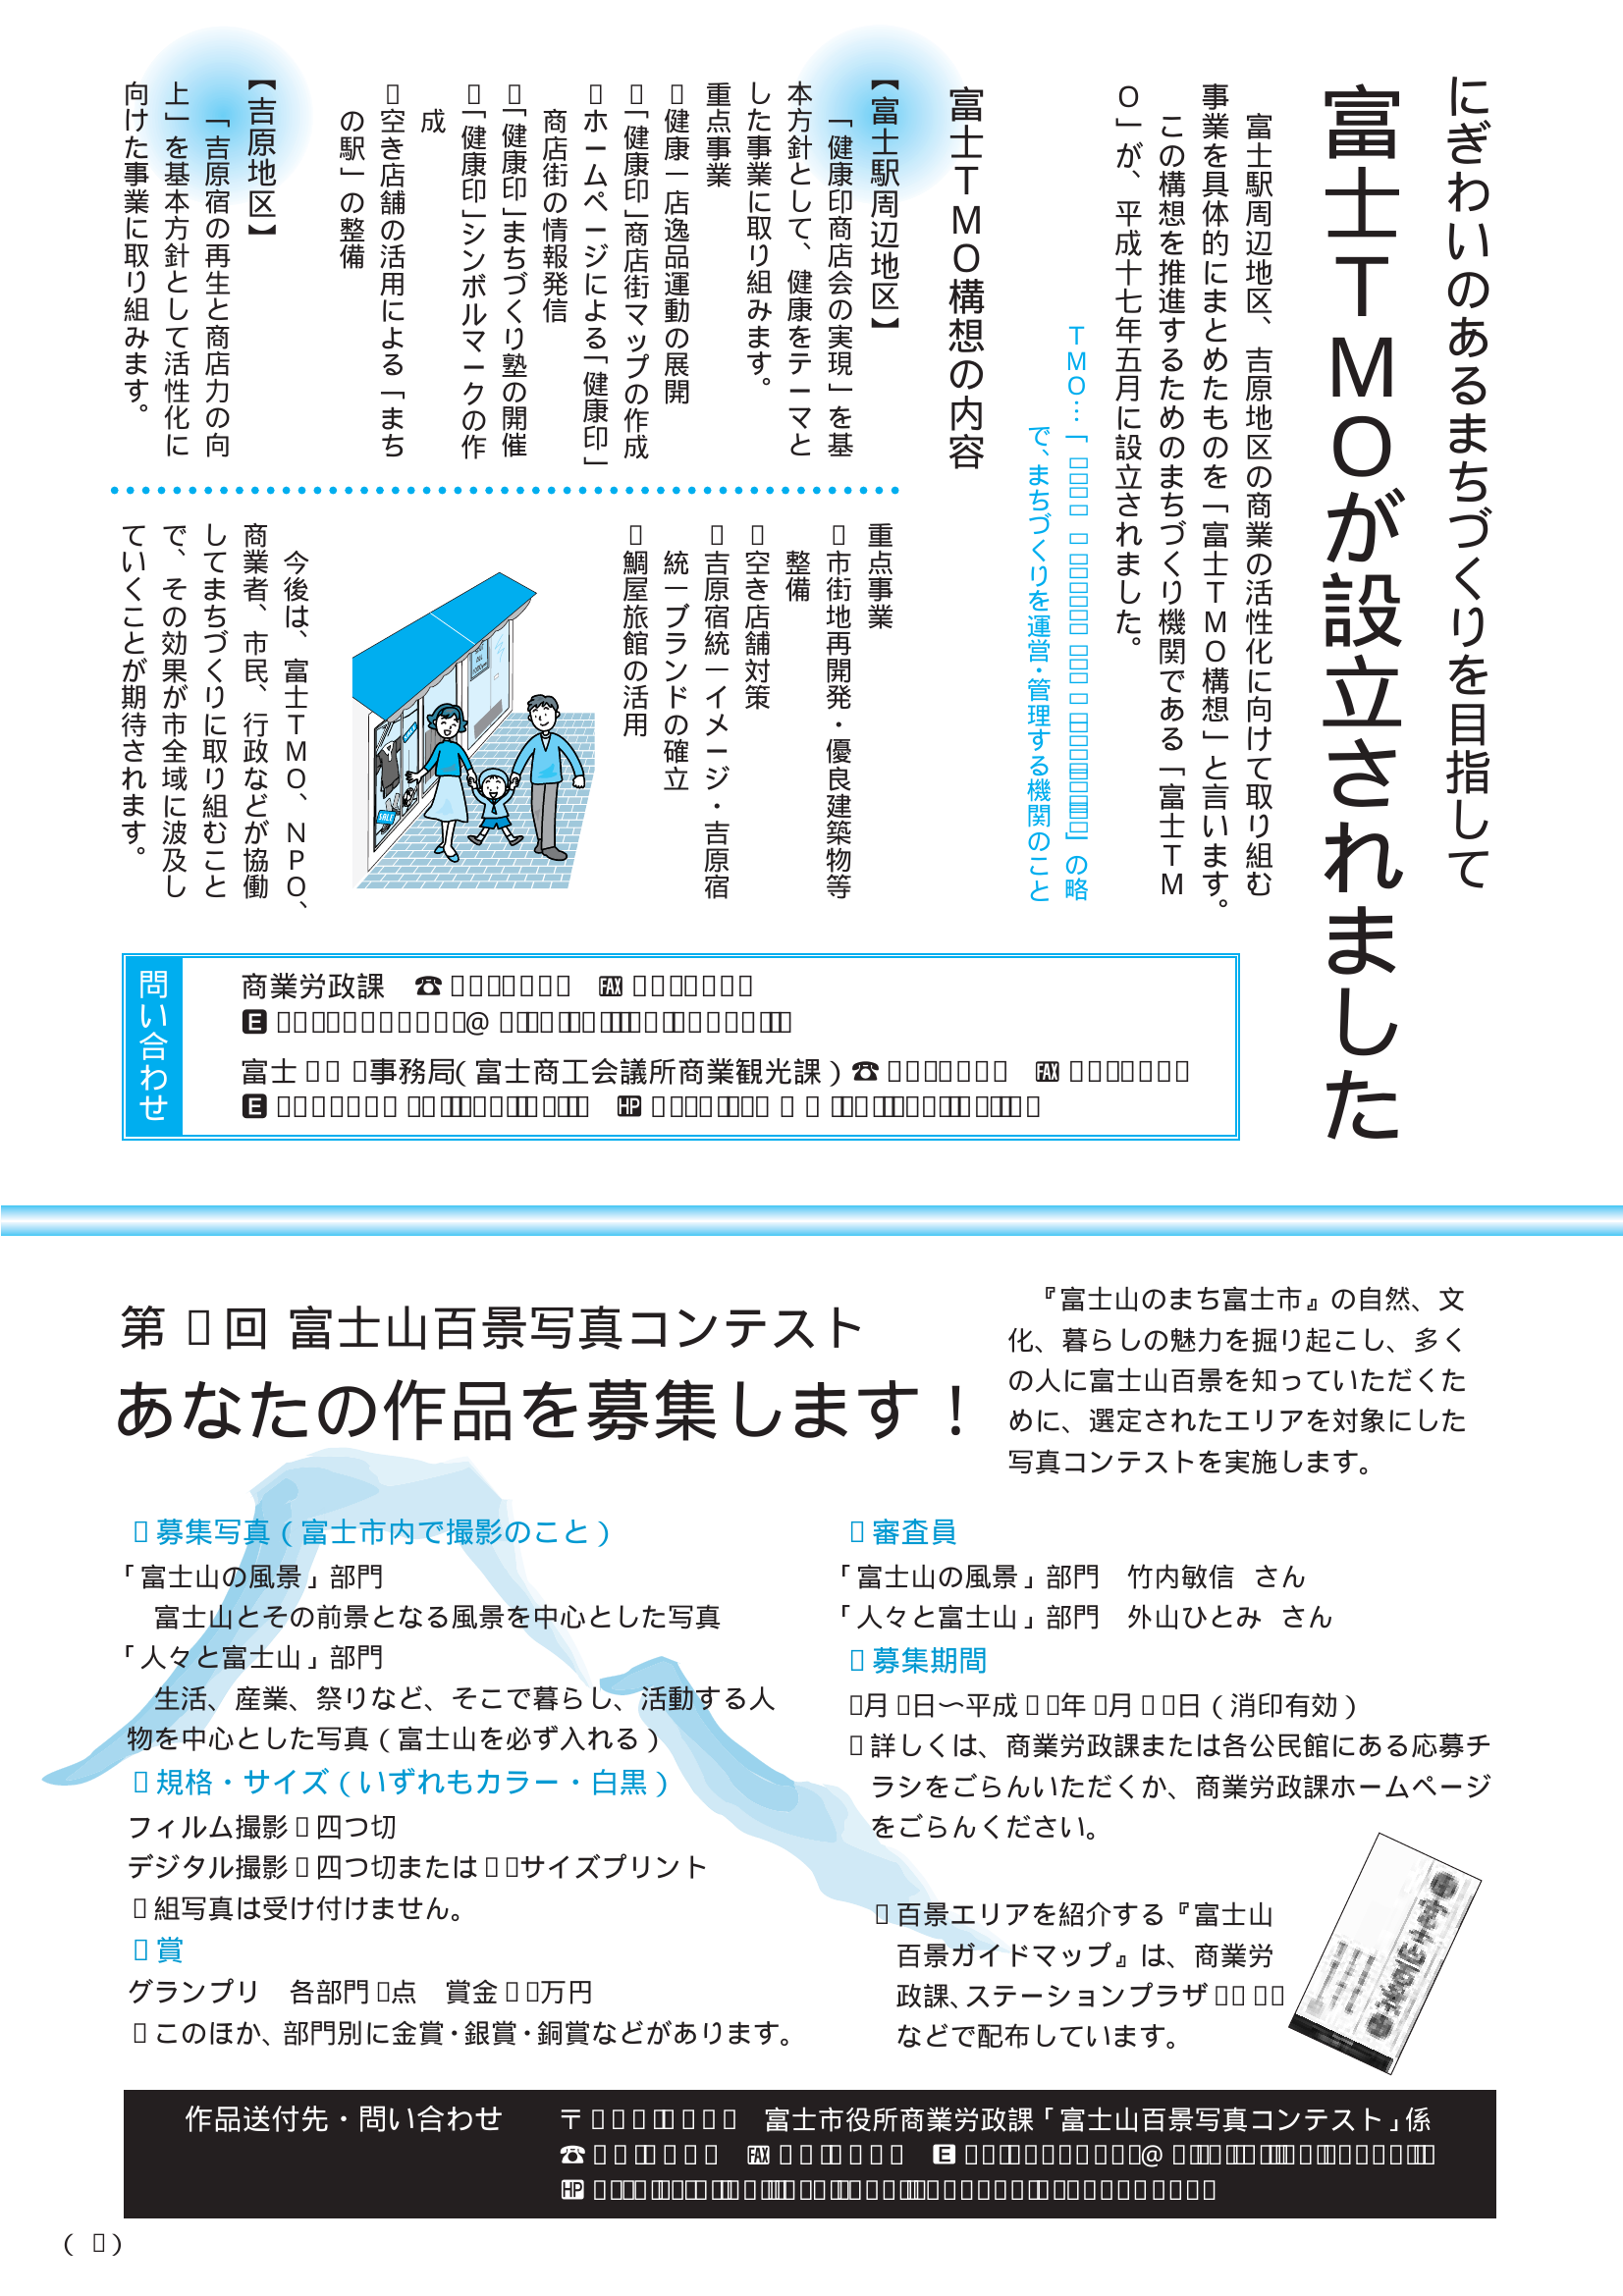 にぎわいのあるまちづくりを目指して
富士TMOが設立されました
富士駅周辺地区、吉原地区の商業の活性化に向けて取り組む
事業を具体的にまとめたものを「富士TMO構想」と言います。
この構想を推進するためのまちづくり機関である「富士TM
O」が、平成十七年五月に設立されました。
TMO…「」の略
で、まちづくりを運営・管理する機関のこと
富士TMO構想の内容
【富士駅周辺地区】
「健康印商店会の実現」を基
本方針として、健康をテーマと
した事業に取り組みます。
重点事業
健康一店逸品運動の展開
「健康印」商店街マップの作成
ホームページによる「健康印」
商店街の情報発信
「健康印」まちづくり塾の開催
「健康印」シンボルマークの作
成
空き店舗の活用による「まち
の駅」の整備
【吉原地区】
「吉原宿の再生と商店力の向
上」を基本方針として活性化に
向けた事業に取り組みます。
重点事業
市街地再開発・優良建築物等
整備
空き店舗対策
吉原宿統一イメージ・吉原宿
統一ブランドの確立
鯛屋旅館の活用
SALE
今後は、富士TMO、NPO、
商業者、市民、行政などが協働
してまちづくりに取り組むこと
で、その効果が市全域に波及し
ていくことが期待されます。
問い合わせ
商業労政課 ☎ FAX
E @
富士 事務局(富士商工会議所商業観光課) ☎ FAX
E HP
第 回 富士山百景写真コンテスト
あなたの作品を募集します!
『富士山のまち富士市』の自然、文
化、暮らしの魅力を掘り起こし、多く
の人に富士山百景を知っていただくた
めに、選定されたエリアを対象にした
写真コンテストを実施します。
募集写真(富士市内で撮影のこと)
「富士山の風景」部門
富士山とその前景となる風景を中心とした写真
「人々と富士山」部門
生活、産業、祭りなど、そこで暮らし、活動する人
物を中心とした写真(富士山を必ず入れる)
規格・サイズ(いずれもカラー・白黒)
フィルム撮影 四つ切
デジタル撮影 四つ切または サイズプリント
組写真は受け付けません。
賞
グランプリ 各部門 点 賞金 万円
このほか、部門別に金賞・銀賞・銅賞などがあります。
審査員
「富士山の風景」部門 竹内敏信 さん
「人々と富士山」部門 外山ひとみ さん
募集期間
月 日〜平成 年 月 日(消印有効)
詳しくは、商業労政課または各公民館にある応募チ
ラシをごらんいただくか、商業労政課ホームページ
をごらんください。
百景エリアを紹介する『富士山
百景ガイドマップ』は、商業労
政課、ステーションプラザ
などで配布しています。
作品送付先・問い合わせ 〒 富士市役所商業労政課「富士山百景写真コンテスト」係
☎ FAX E @
HP
( )